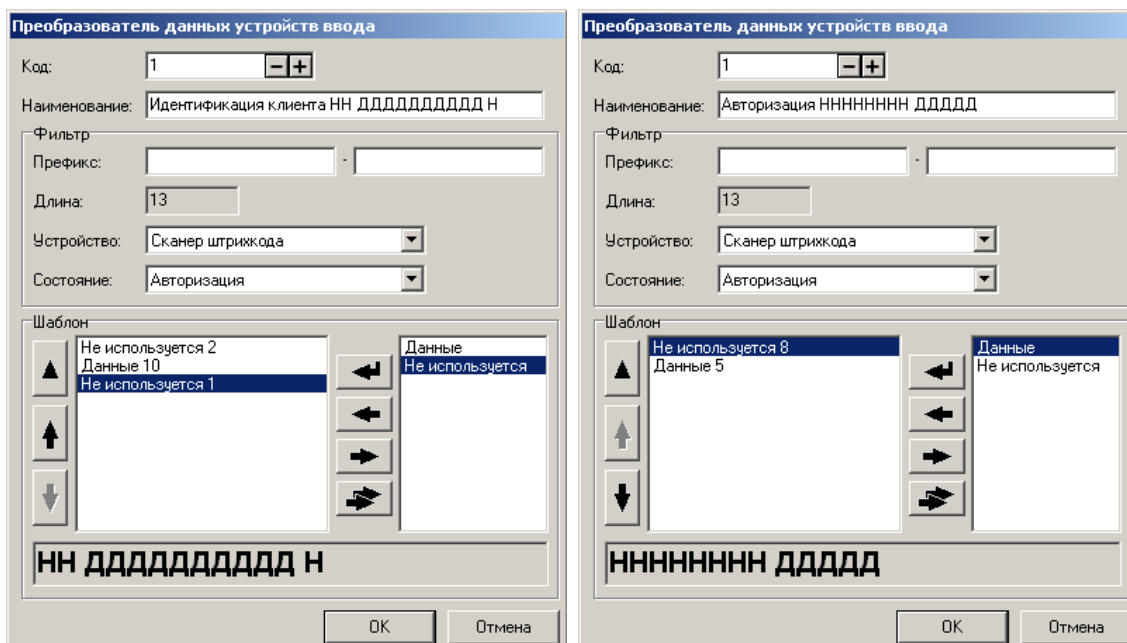 Преобразователь данных устройств ввода
Код: 1
Наименование: Идентификация клиента НН ДДДДДДДДДД Н
Фильтр
Префикс: -
Длина: 13
Устройство: Сканер штрихкода
Состояние: Авторизация
Шаблон
Не используется 2
Данные 10
Не используется 1
Данные
Не используется
НН ДДДДДДДДДД Н
OK Отмена
Преобразователь данных устройств ввода
Код: 1
Наименование: Авторизация НННННННН ДДДДД
Фильтр
Префикс: -
Длина: 13
Устройство: Сканер штрихкода
Состояние: Авторизация
Шаблон
Не используется 8
Данные 5
Данные
Не используется
НННННННН ДДДДД
OK Отмена